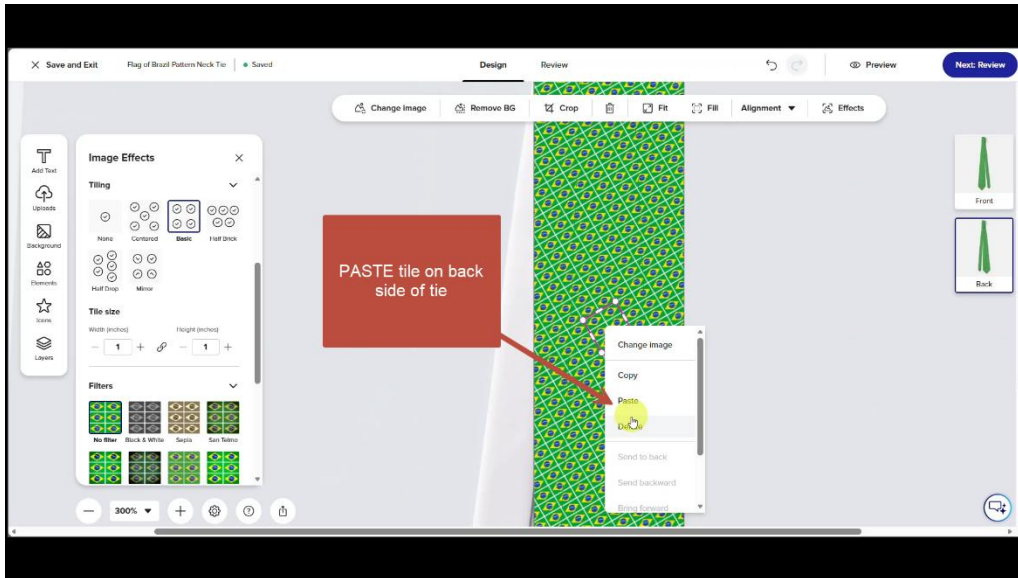 Save and Exit
Flag of Brazil Pattern Neck Tie
Saved
Design
Review
Preview
Next: Review
Change image
Remove BG
Crop
Fit
Fill
Alignment
Effects
Add Text
Uploads
Background
Elements
Icons
Layers
Image Effects
Tiling
None
Centered
Basic
Half Brick
Half Drop
Mirror
Tile size
Width (inches)
Height (inches)
1
1
Filters
No filter
Black & White
Sepia
San Telmo
300%
PASTE tile on back
side of tie
Change image
Copy
Paste
Delete
Send to back
Send backward
Bring forward
Front
Back